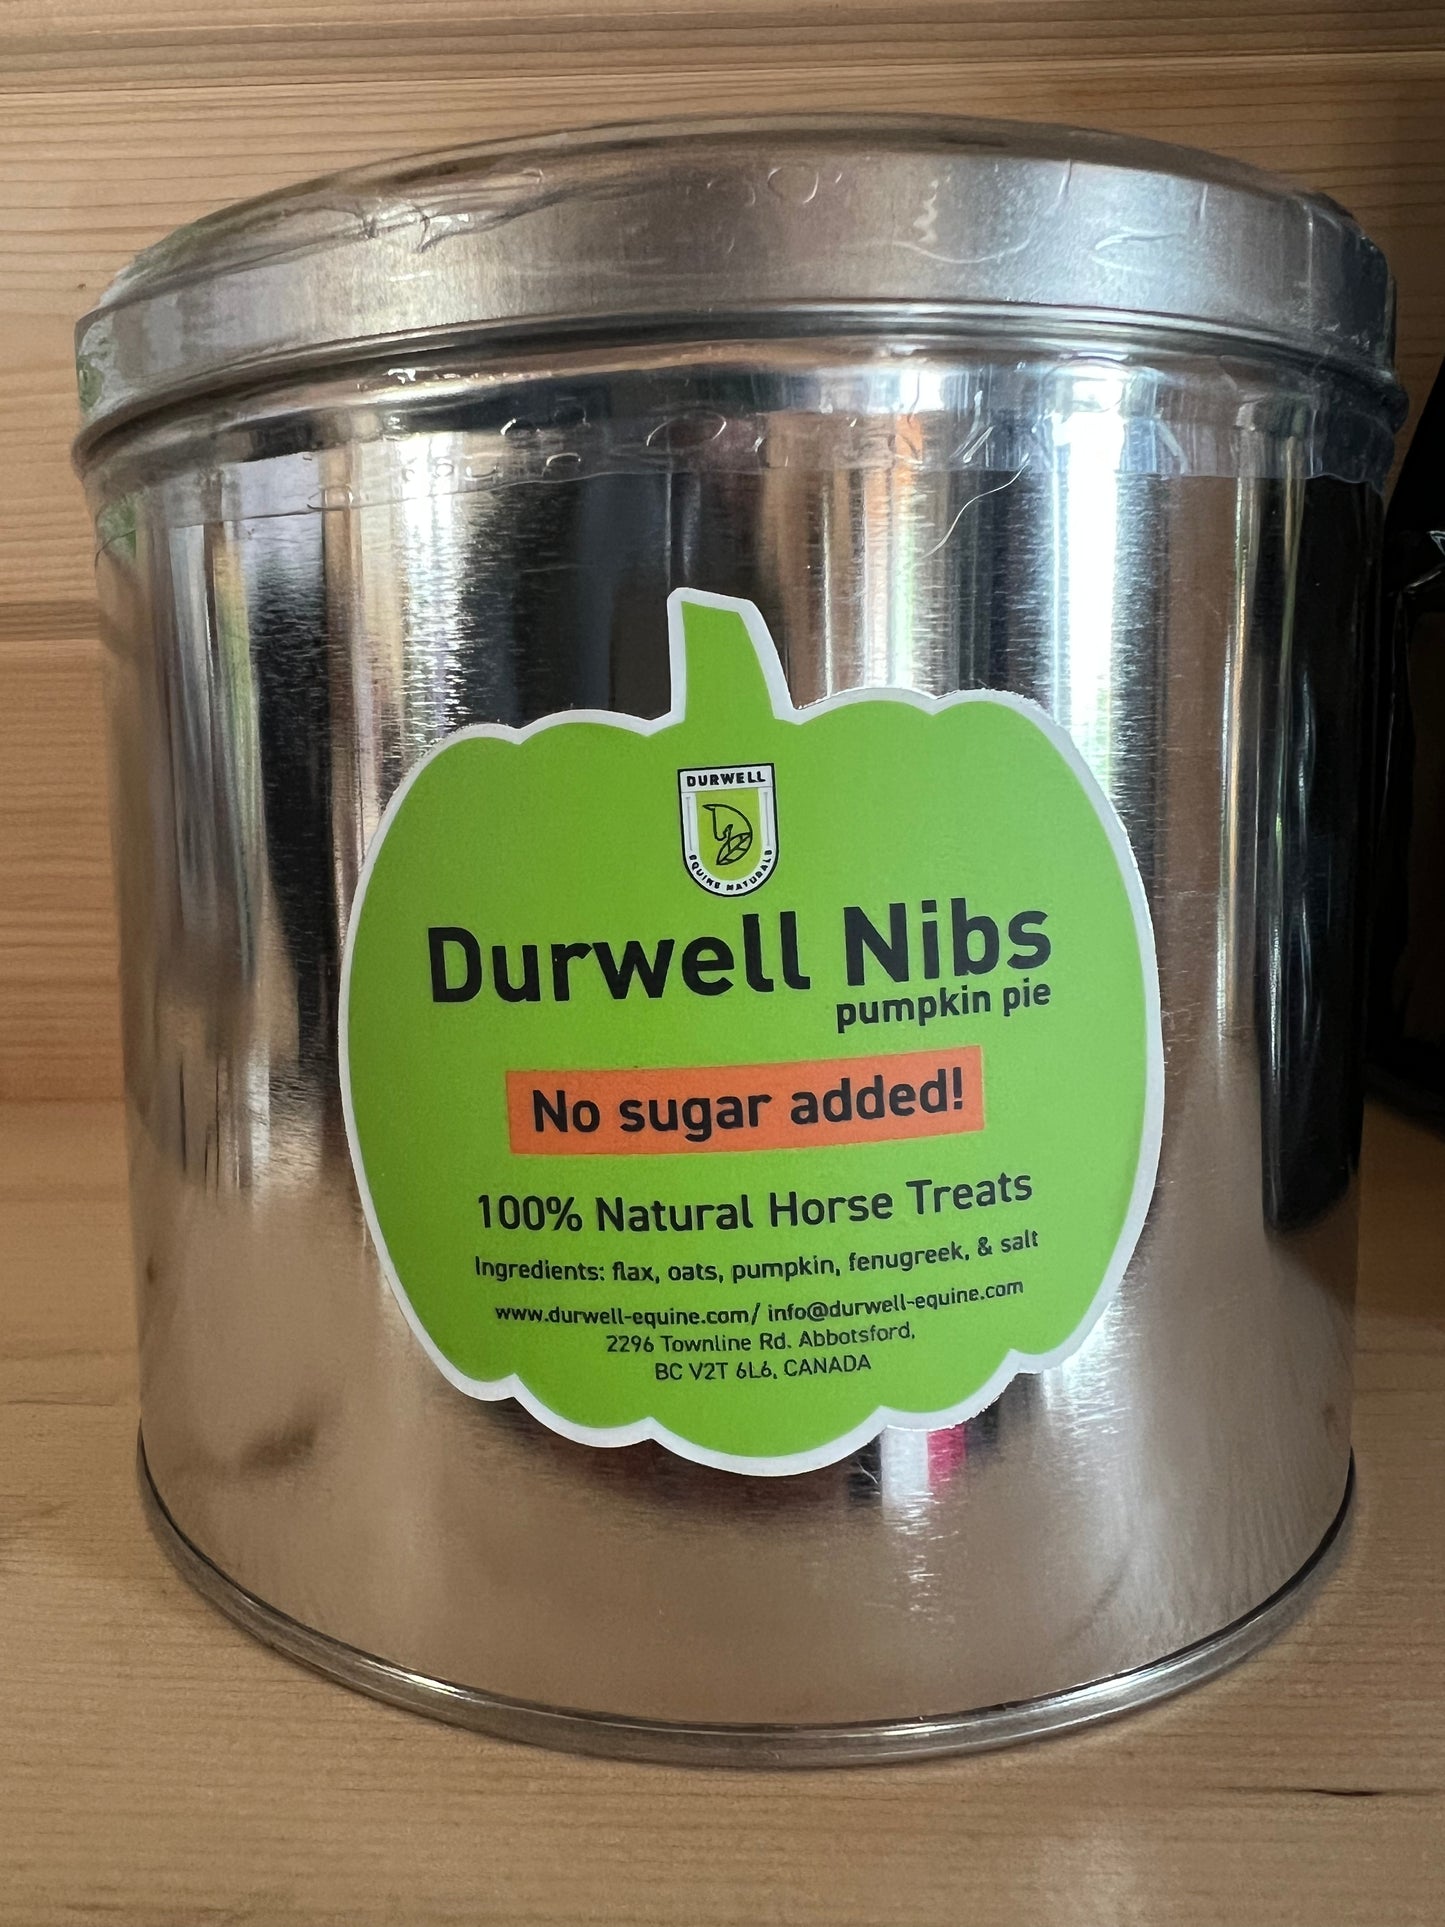 DURWELL
EQUINE NATURALS
Durwell Nibs
pumpkin pie
No sugar added!
100% Natural Horse Treats
Ingredients: flax, oats, pumpkin, fenugreek, & salt
www.durwell-equine.com/ info@durwell-equine.com
2296 Townline Rd. Abbotsford,
BC V2T 6L6, CANADA